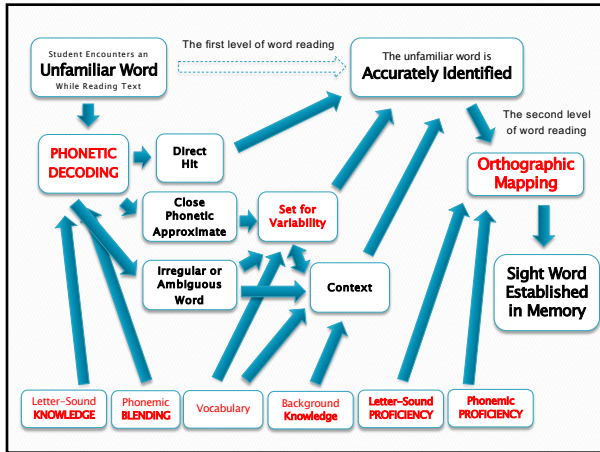 Student Encounters an
Unfamiliar Word
While Reading Text
The first level of word reading
The unfamiliar word is
Accurately Identified
The second level
of word reading
PHONETIC
DECODING
Direct
Hit
Orthographic
Mapping
Close
Phonetic
Approximate
Set for
Variability
Irregular or
Ambiguous
Word
Context
Sight Word
Established
in Memory
Letter-Sound
KNOWLEDGE
Phonemic
BLENDING
Vocabulary
Background
Knowledge
Letter-Sound
PROFICIENCY
Phonemic
PROFICIENCY